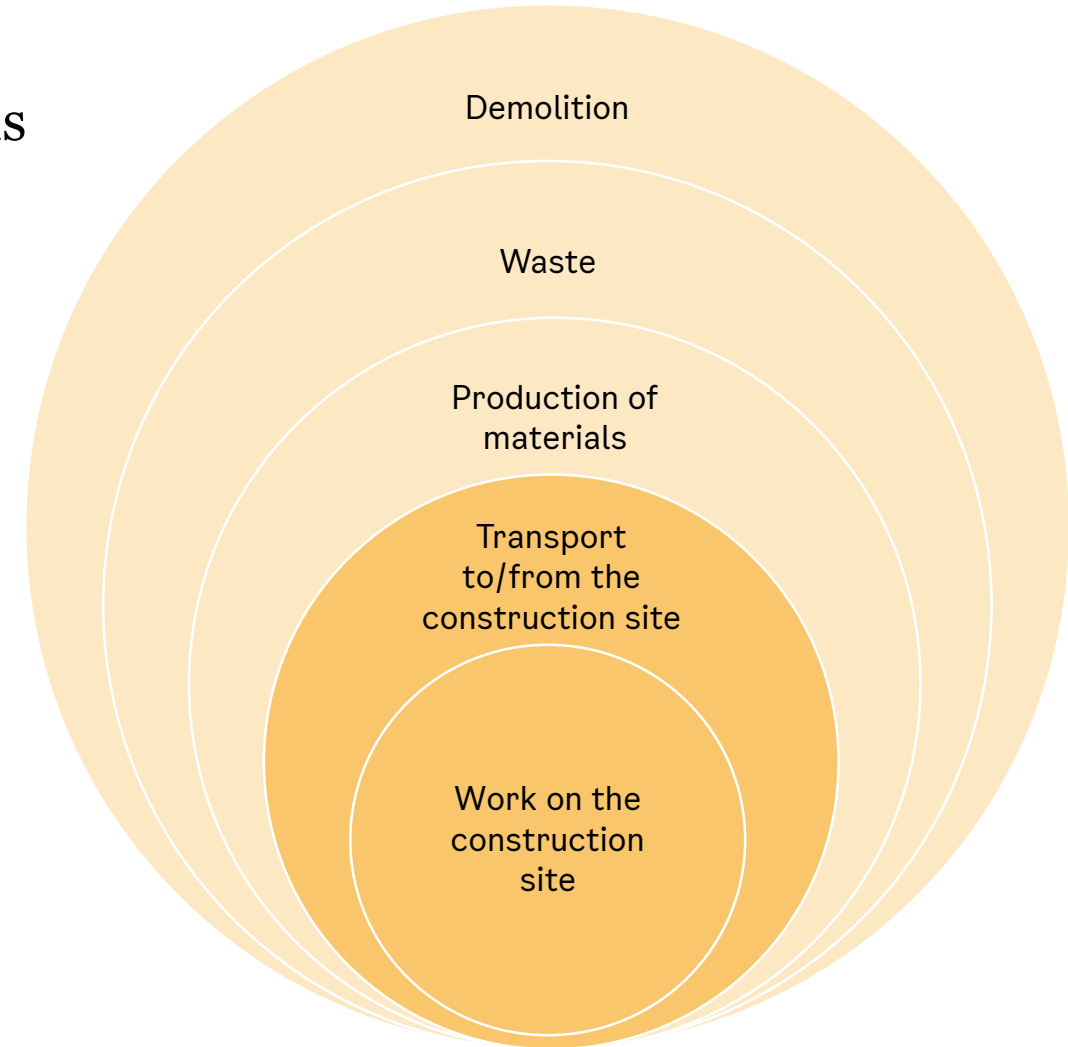 Demolition
Waste
Production of
materials
Transport
to/from the
construction site
Work on the
construction
site